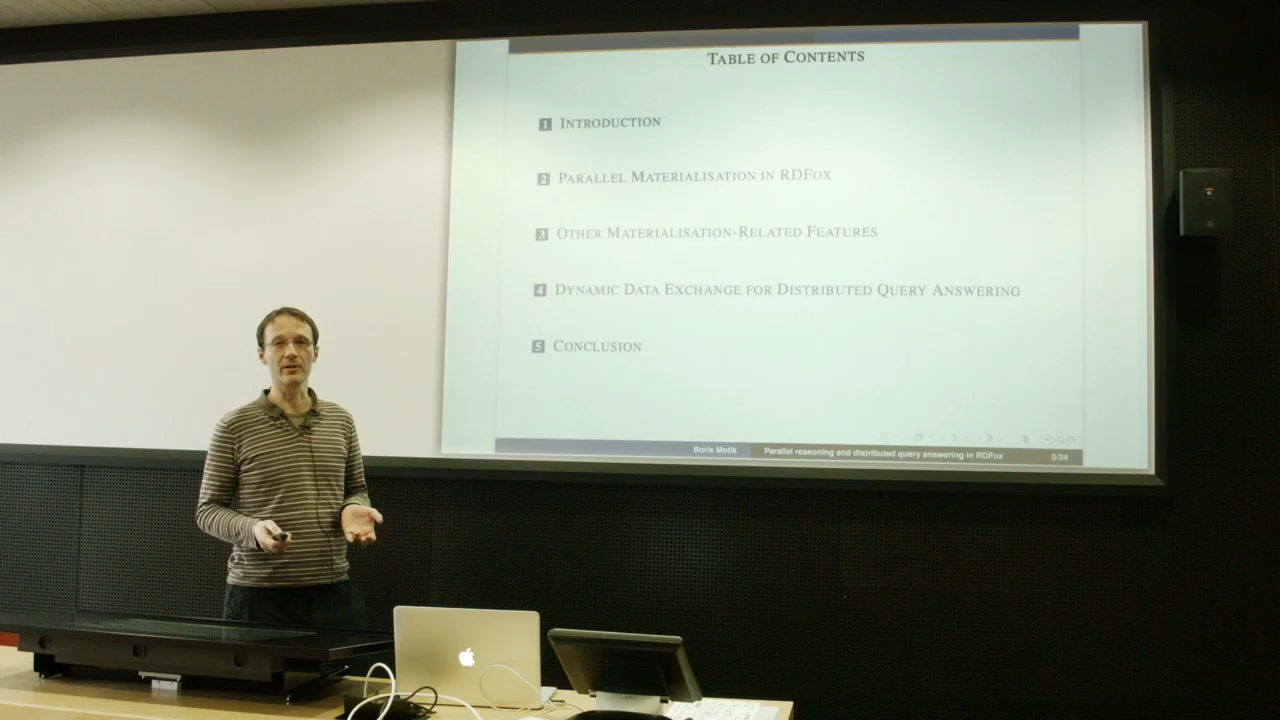 TABLE OF CONTENTS
1 INTRODUCTION
2 PARALLEL MATERIALISATION IN RDFOX
3 OTHER MATERIALISATION-RELATED FEATURES
4 DYNAMIC DATA EXCHANGE FOR DISTRIBUTED QUERY ANSWERING
5 CONCLUSION
Boris Motik Parallel reasoning and distributed query answering in RDFox 0/24